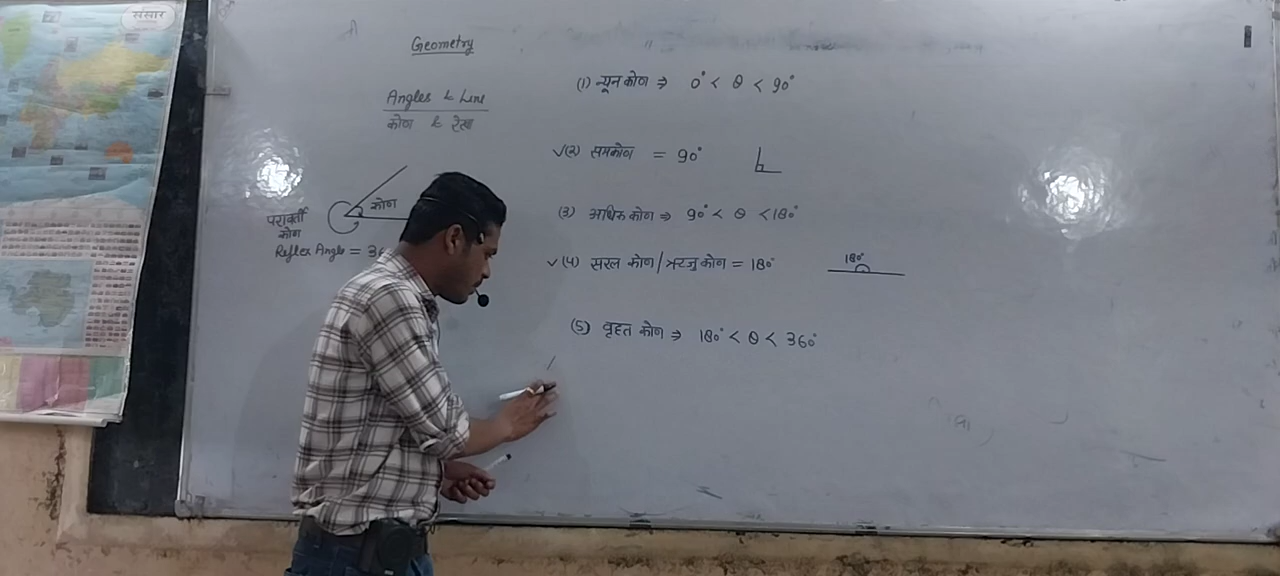 संसार
Geometry
Angles & Line
कोण & रेखा
कोण
परावर्ती
कोण
Reflex Angle = 36
(1) न्यून कोण ⇒ 0° < θ < 90°
✓(2) समकोण = 90°
(3) अधिक कोण ⇒ 90° < θ < 180°
✓(4) सरल कोण / ऋजु कोण = 180°
180°
(5) वृहत कोण ⇒ 180° < θ < 360°